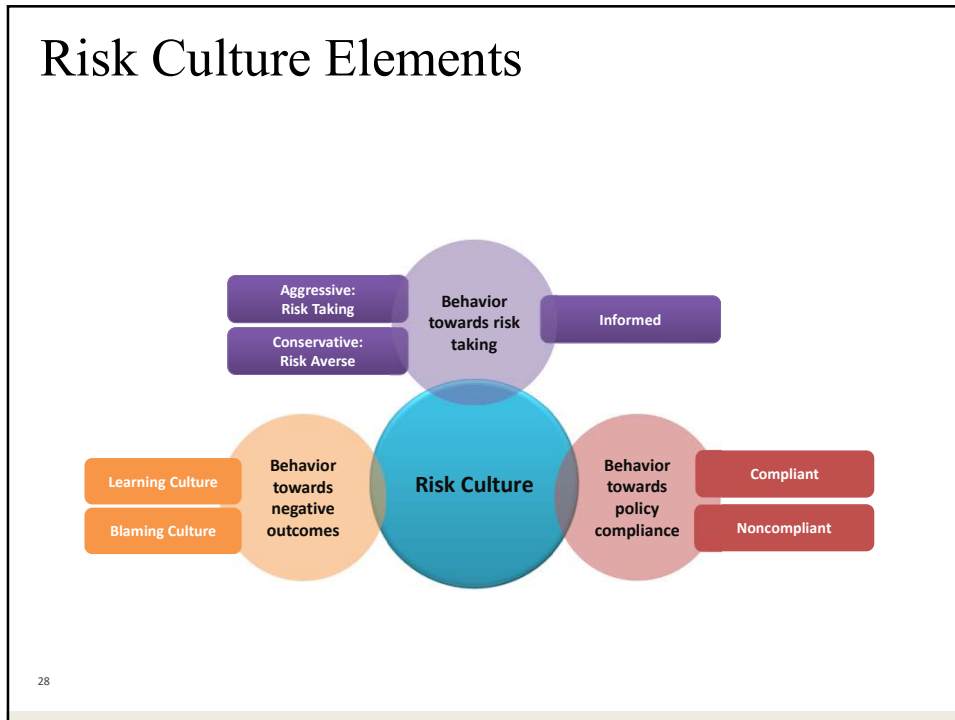 Risk Culture Elements
Aggressive:
Risk Taking
Conservative:
Risk Averse
Behavior
towards risk
taking
Informed
Learning Culture
Blaming Culture
Behavior
towards
negative
outcomes
Risk Culture
Behavior
towards
policy
compliance
Compliant
Noncompliant
28